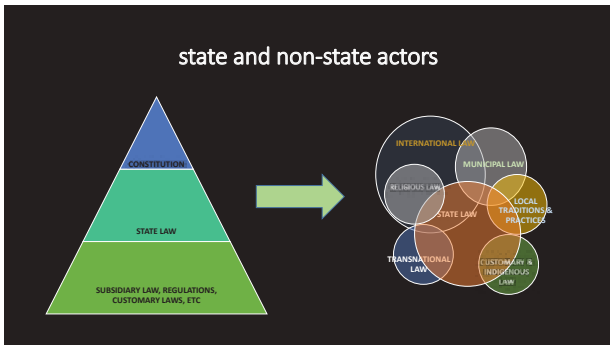 state and non-state actors
CONSTITUTION
STATE LAW
SUBSIDIARY LAW, REGULATIONS,
CUSTOMARY LAWS, ETC
INTERNATIONAL LAW
MUNICIPAL LAW
RELIGIOUS LAW
STATE LAW
LOCAL
TRADITIONS &
PRACTICES
TRANSNATIONAL
LAW
CUSTOMARY &
INDIGENOUS
LAW